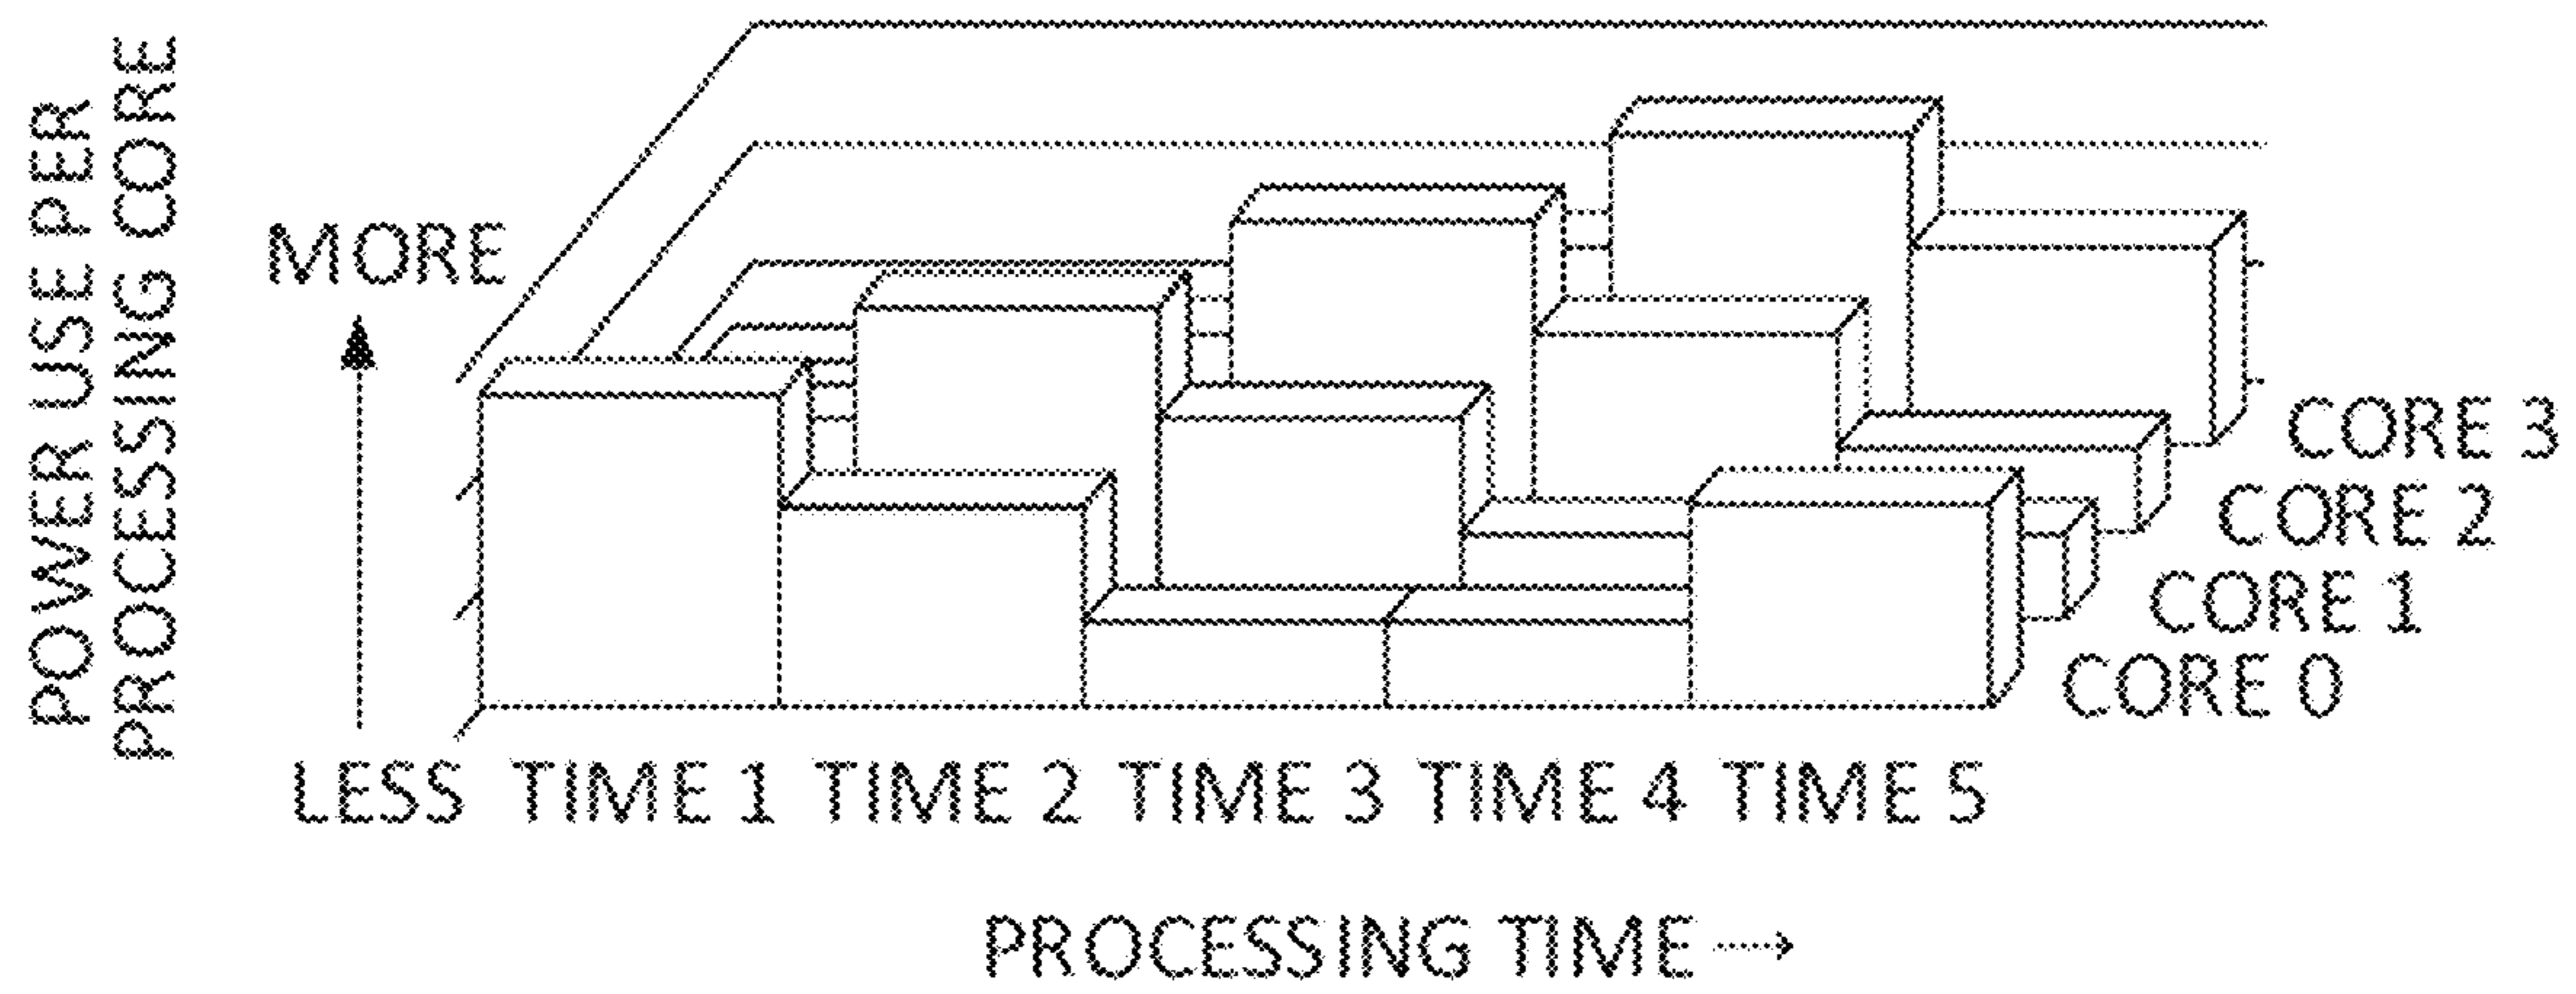 POWER USE PER
PROCESSING CORE
MORE
CORE 3
CORE 2
CORE 1
CORE 0
LESS TIME 1 TIME 2 TIME 3 TIME 4 TIME 5
PROCESSING TIME →